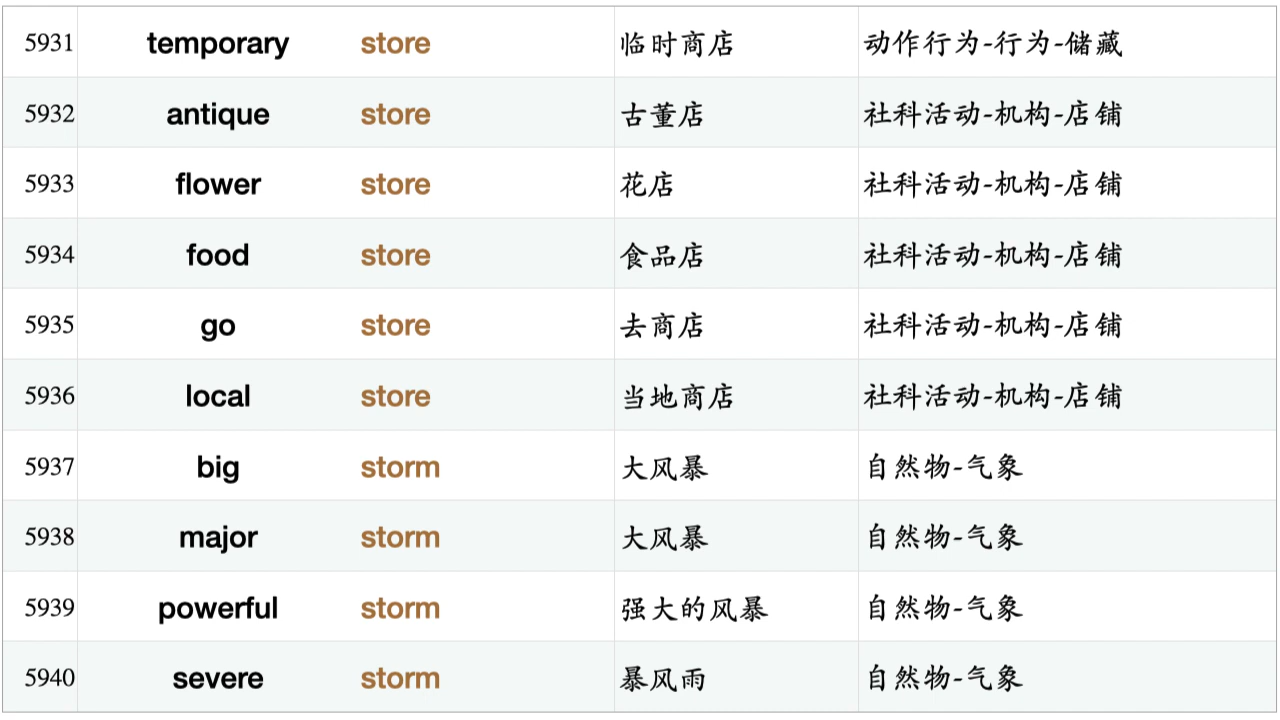 5931 temporary store 临时商店 动作行为-行为-储藏
5932 antique store 古董店 社科活动-机构-店铺
5933 flower store 花店 社科活动-机构-店铺
5934 food store 食品店 社科活动-机构-店铺
5935 go store 去商店 社科活动-机构-店铺
5936 local store 当地商店 社科活动-机构-店铺
5937 big storm 大风暴 自然物-气象
5938 major storm 大风暴 自然物-气象
5939 powerful storm 强大的风暴 自然物-气象
5940 severe storm 暴风雨 自然物-气象